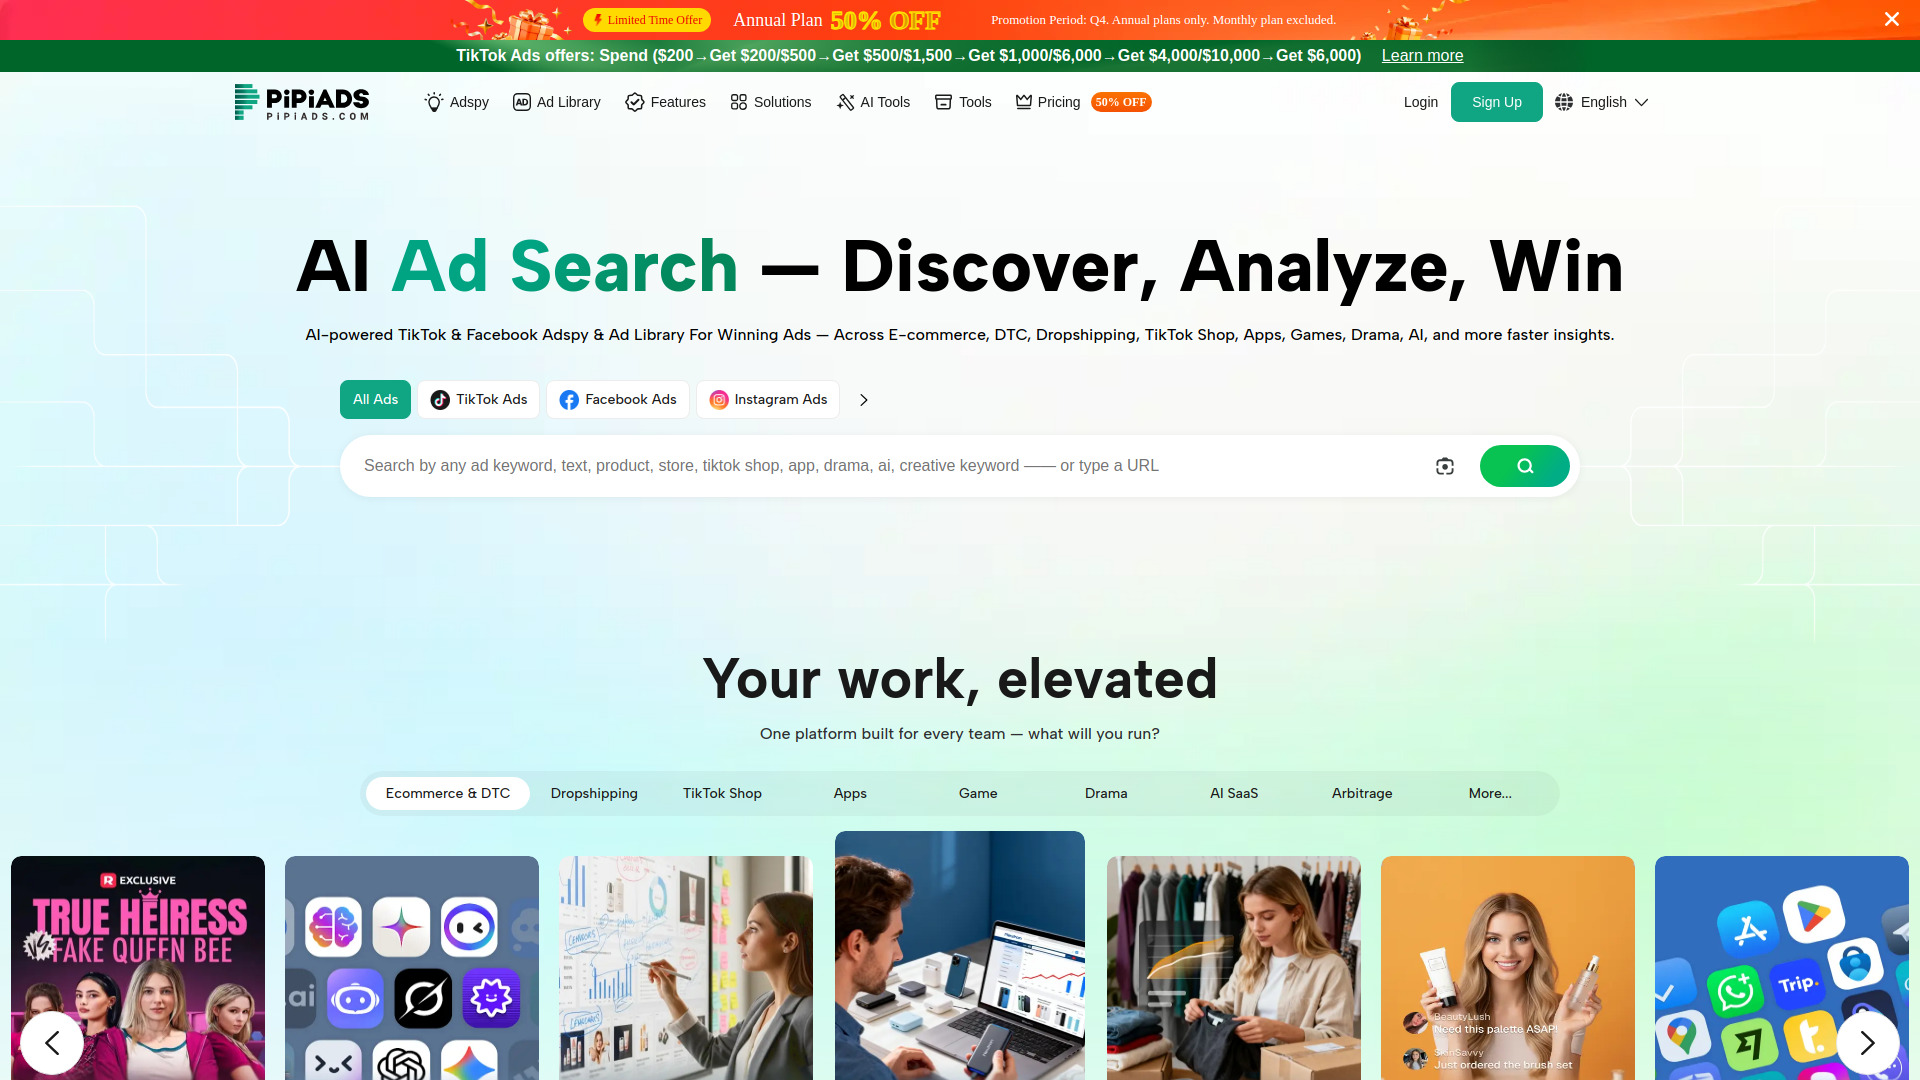 Limited Time Offer Annual Plan 50% OFF Promotion Period: Q4. Annual plans only. Monthly plan excluded.
TikTok Ads offers: Spend ($200→Get $200/$500→Get $500/$1,500→Get $1,000/$6,000→Get $4,000/$10,000→Get $6,000) Learn more
PiPiADS
PIPIADS.COM
Adspy AD Ad Library Features Solutions AI Tools Tools Pricing 50% OFF Login Sign Up English
AI Ad Search — Discover, Analyze, Win
AI-powered TikTok & Facebook Adspy & Ad Library For Winning Ads — Across E-commerce, DTC, Dropshipping, TikTok Shop, Apps, Games, Drama, AI, and more faster insights.
All Ads TikTok Ads Facebook Ads Instagram Ads
Search by any ad keyword, text, product, store, tiktok shop, app, drama, ai, creative keyword —— or type a URL
Your work, elevated
One platform built for every team — what will you run?
Ecommerce & DTC Dropshipping TikTok Shop Apps Game Drama AI SaaS Arbitrage More...
R EXCLUSIVE
TRUE HEIRESS
VS FAKE QUEEN BEE
.ai
BeautyLush
Need this palette ASAP!
SkinSavvy
Just ordered the brush set
Trip.